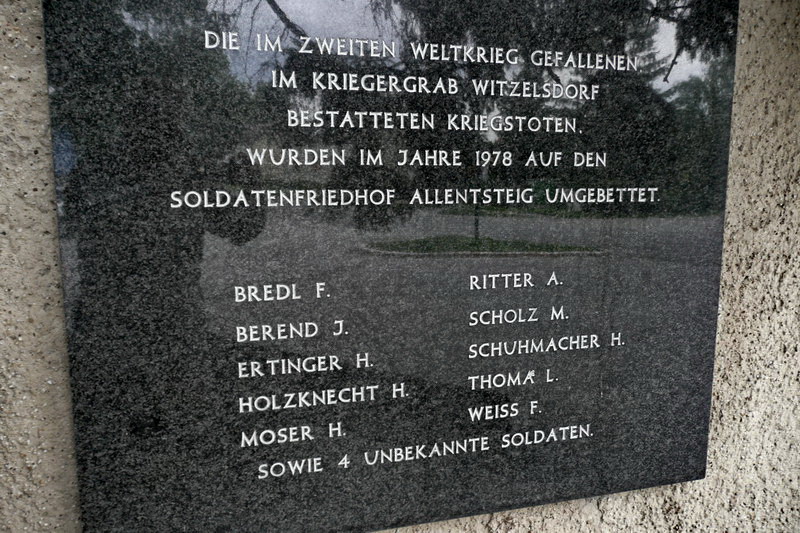 DIE IM ZWEITEN WELTKRIEG GEFALLENEN
IM KRIEGERGRAB WITZELSDORF
BESTATTETEN KRIEGSTOTEN,
WURDEN IM JAHRE 1978 AUF DEN
SOLDATENFRIEDHOF ALLENTSTEIG UMGEBETTET.
BREDL F.
BEREND J.
ERTINGER H.
HOLZKNECHT H.
MOSER H.
RITTER A.
SCHOLZ M.
SCHUHMACHER H.
THOMA L.
WEISS F.
SOWIE 4 UNBEKANNTE SOLDATEN.